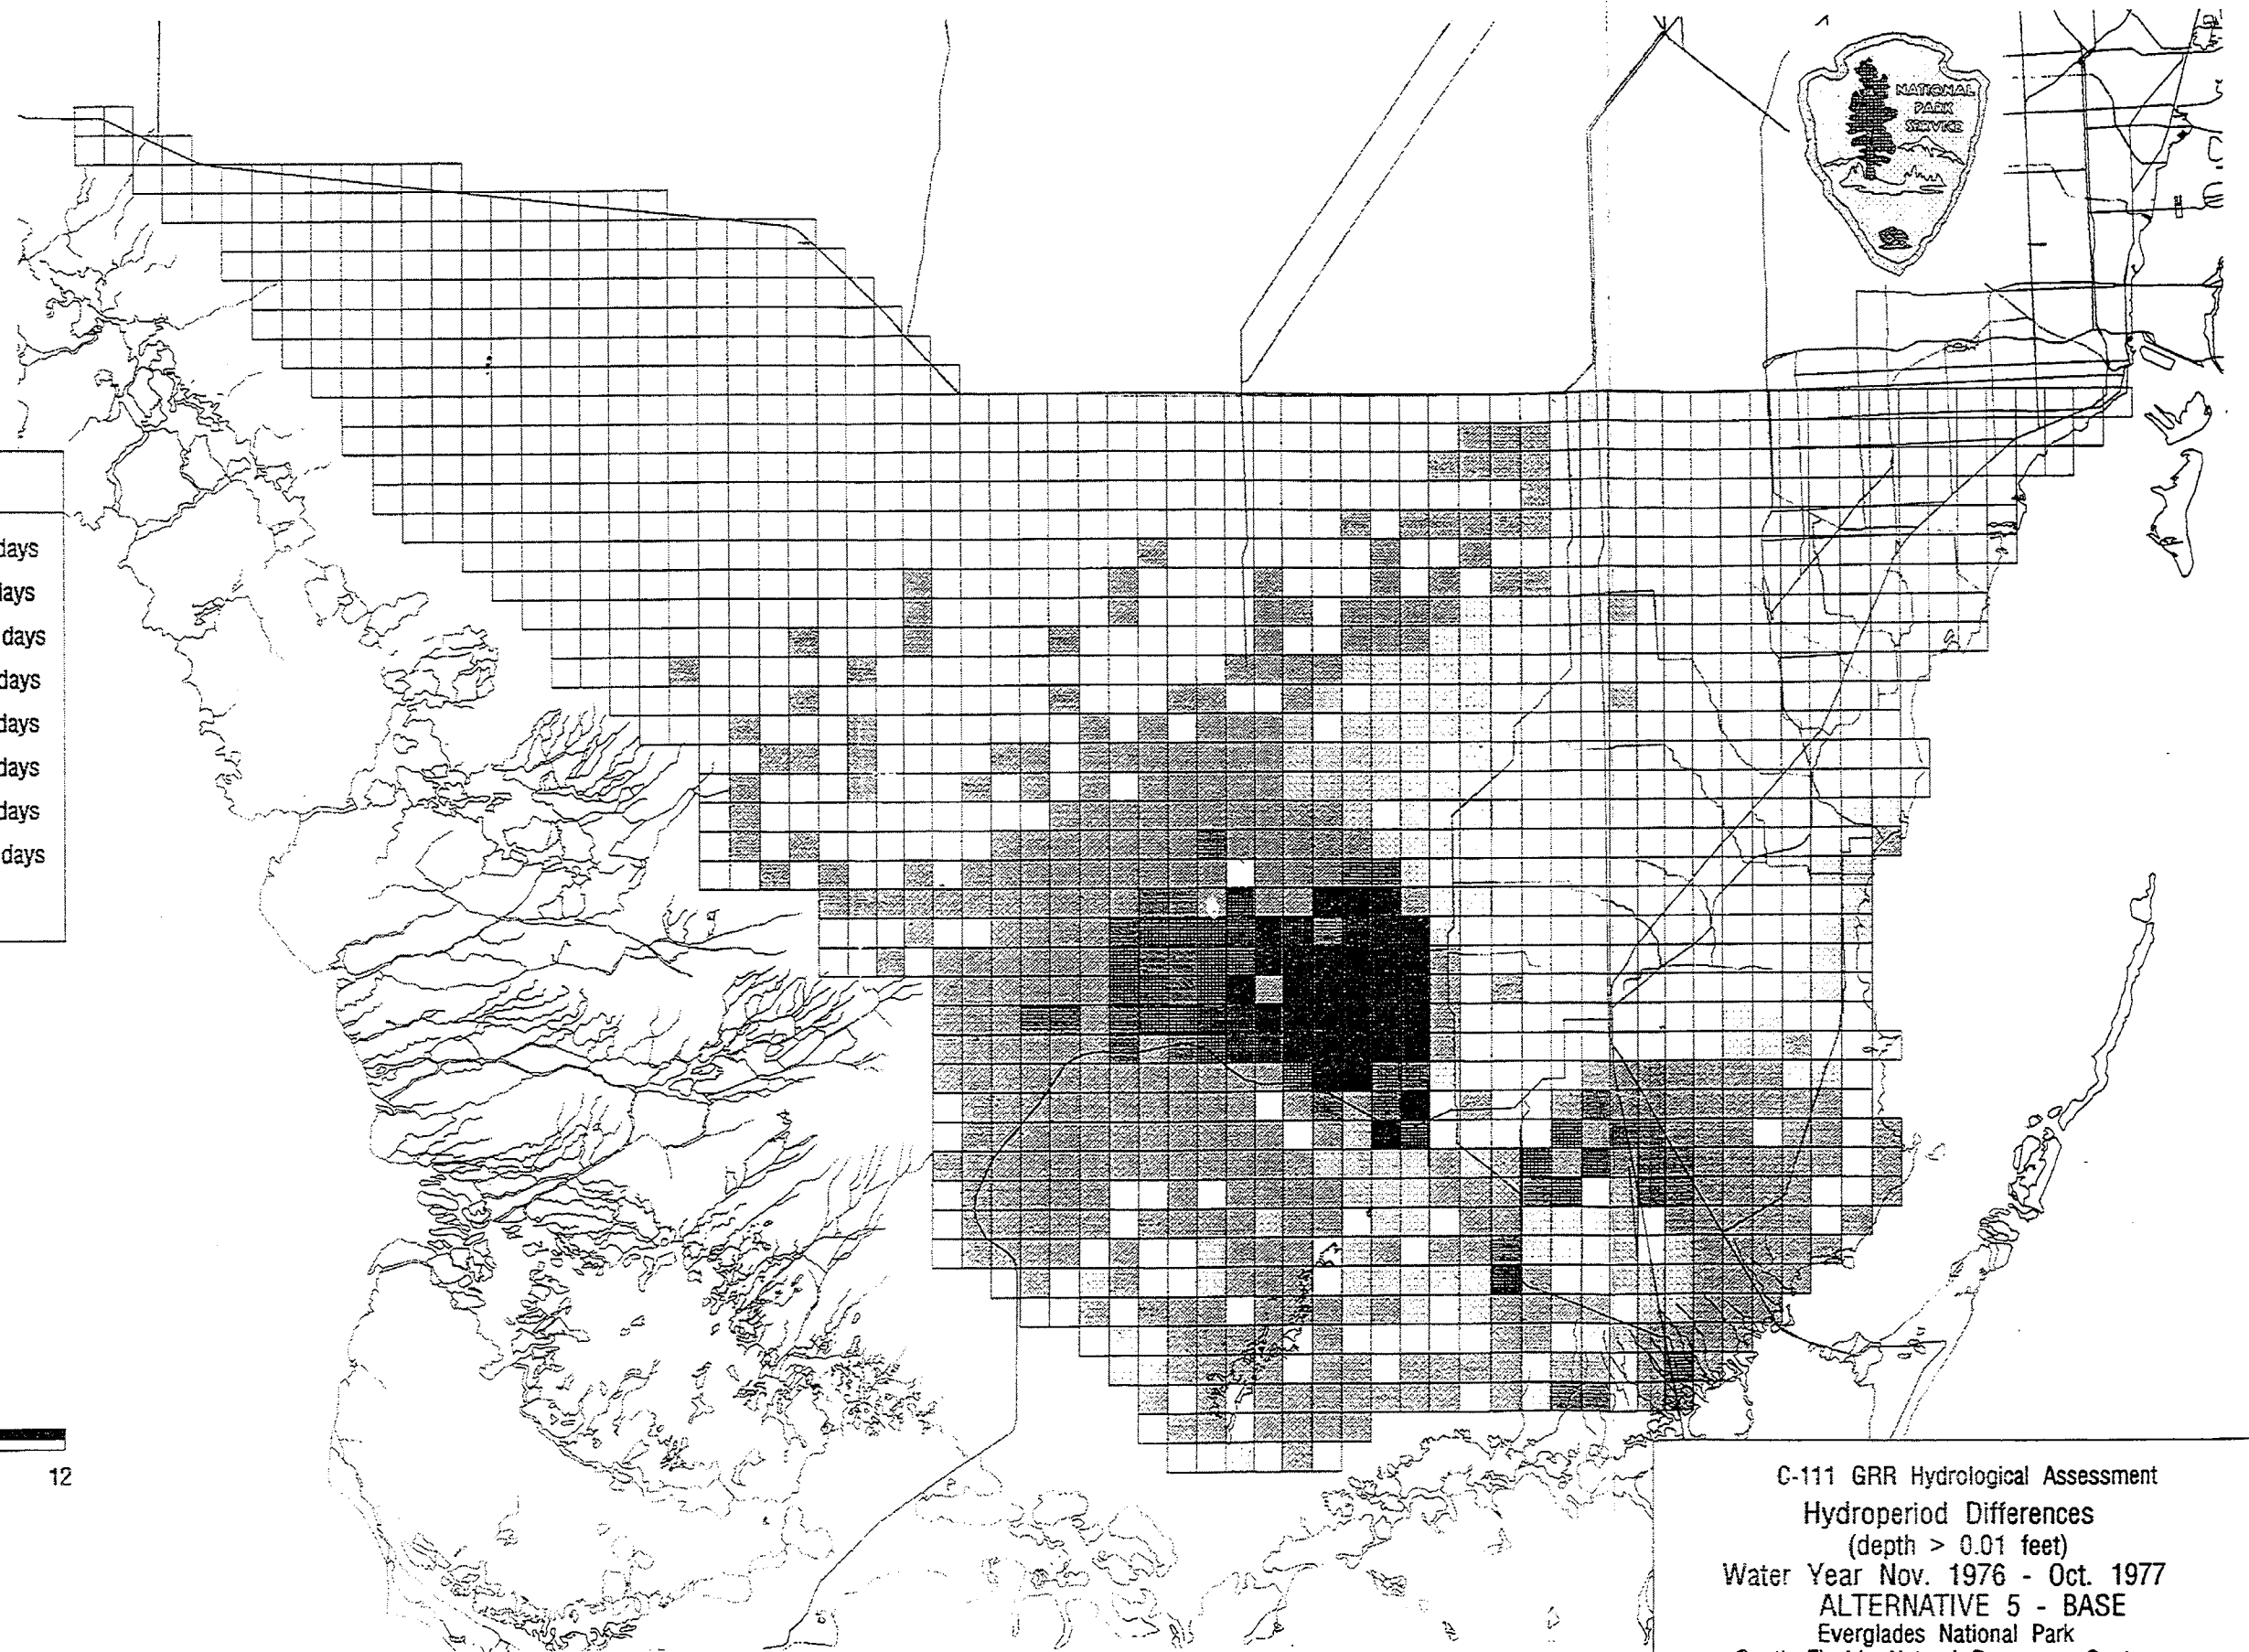 NATIONAL
PARK
SERVICE
days
days
days
days
days
days
days
days
12
C-111 GRR Hydrological Assessment
Hydroperiod Differences
(depth > 0.01 feet)
Water Year Nov. 1976 - Oct. 1977
ALTERNATIVE 5 - BASE
Everglades National Park